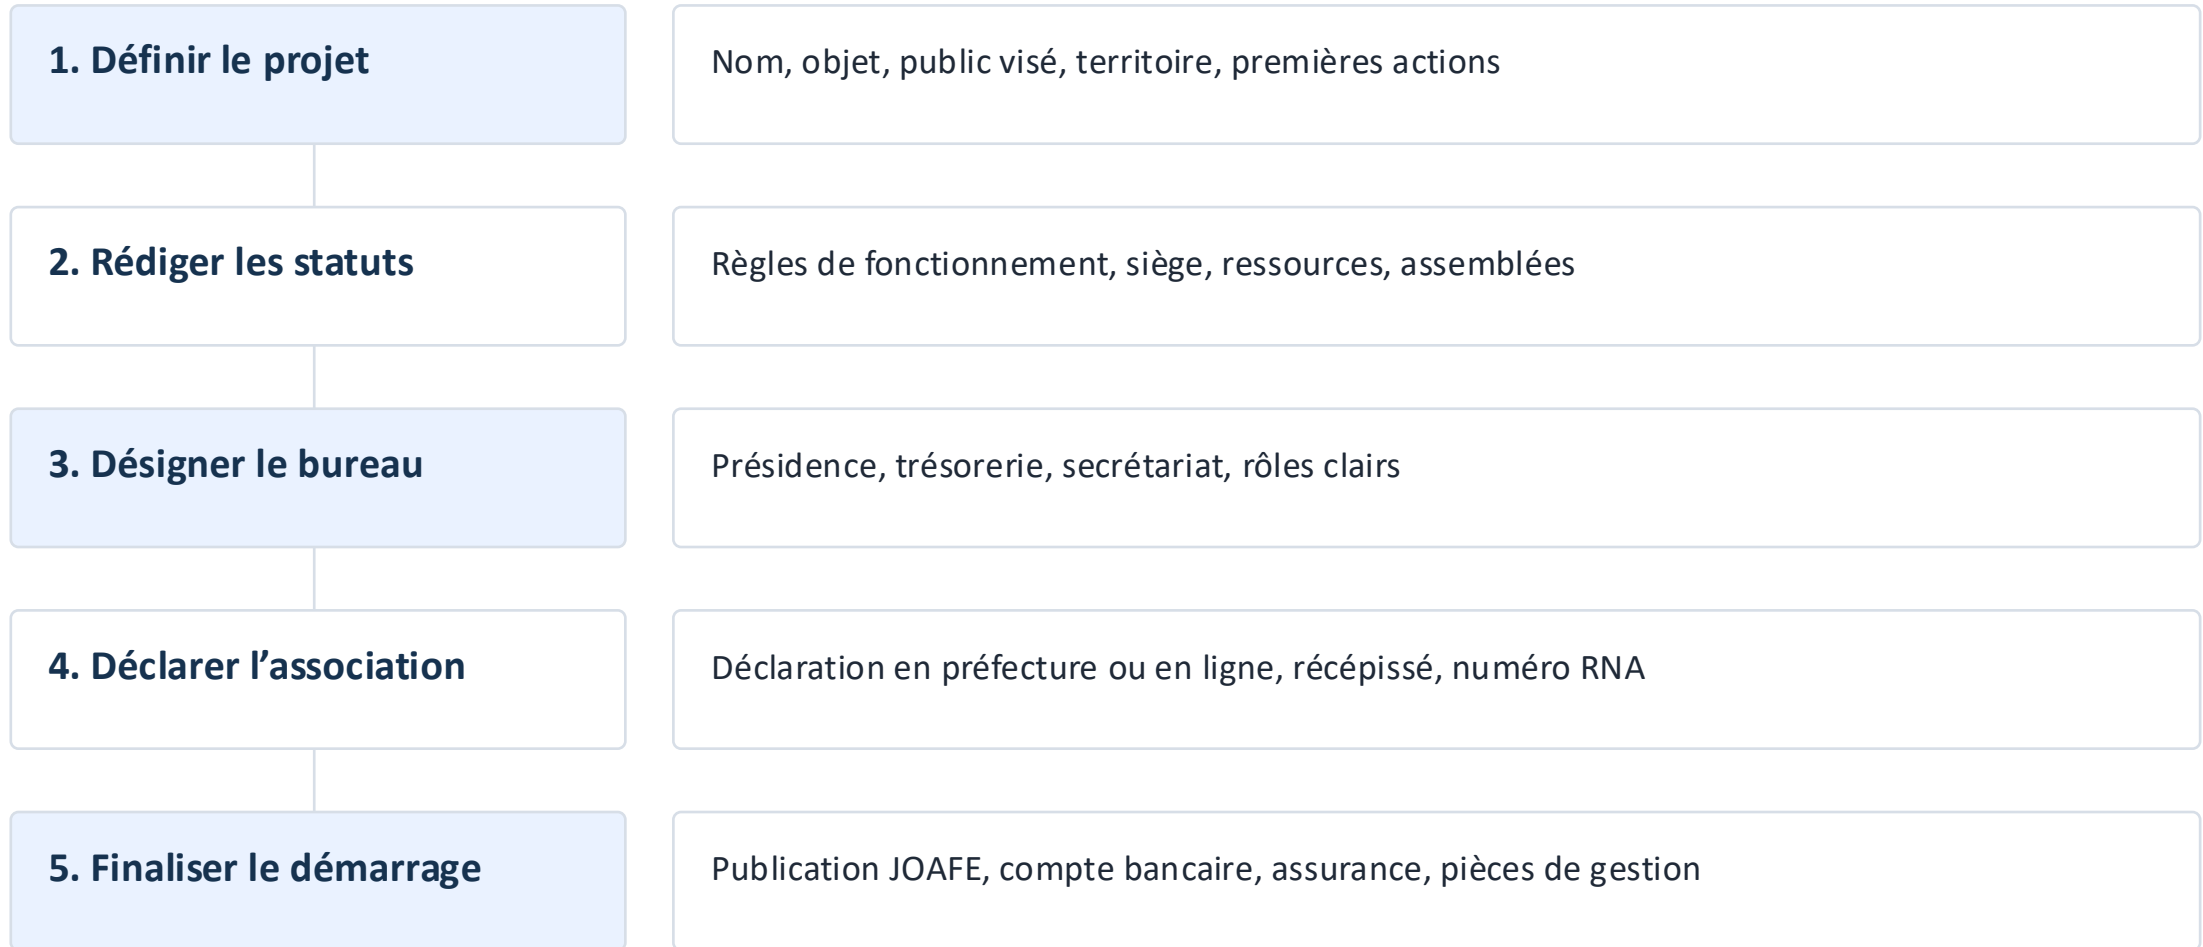 1. Définir le projet
Nom, objet, public visé, territoire, premières actions
2. Rédiger les statuts
Règles de fonctionnement, siège, ressources, assemblées
3. Désigner le bureau
Présidence, trésorerie, secrétariat, rôles clairs
4. Déclarer l’association
Déclaration en préfecture ou en ligne, récépissé, numéro RNA
5. Finaliser le démarrage
Publication JOAFE, compte bancaire, assurance, pièces de gestion